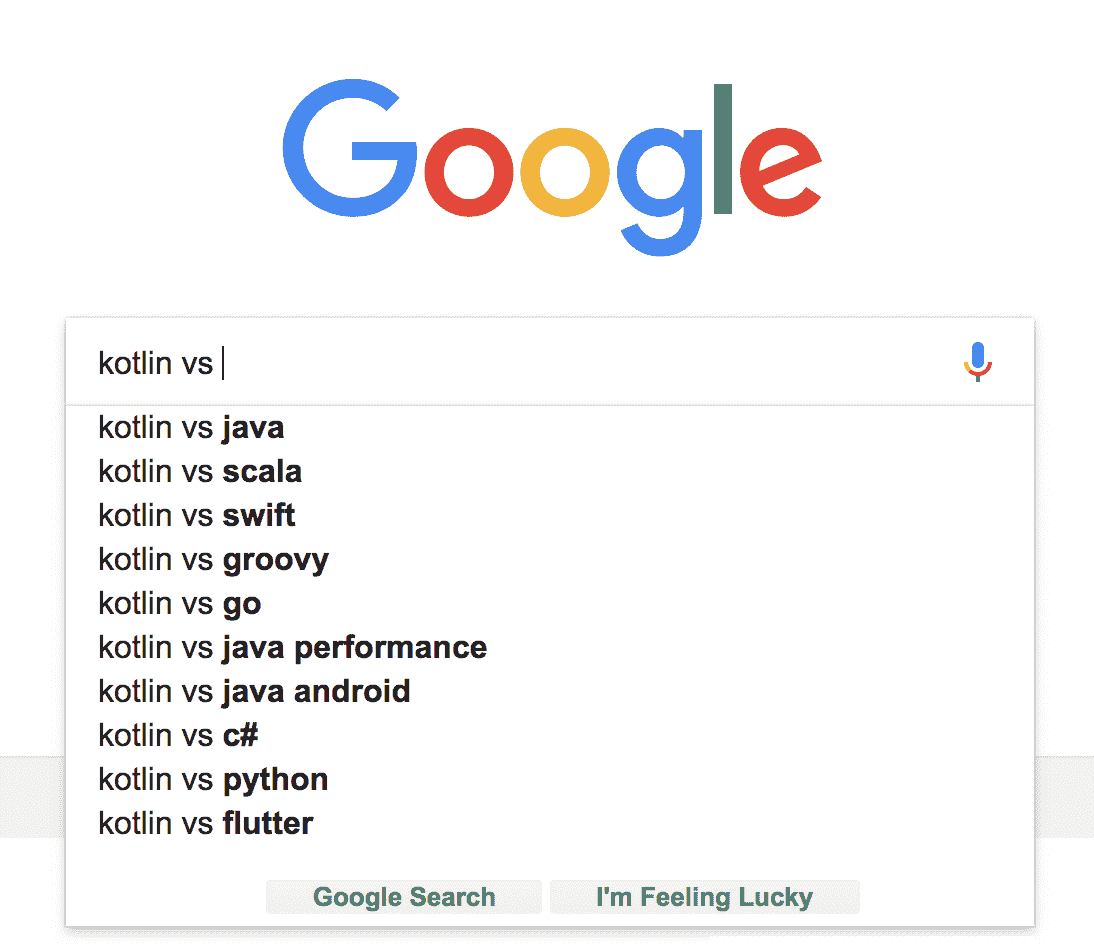 Google
kotlin vs
kotlin vs java
kotlin vs scala
kotlin vs swift
kotlin vs groovy
kotlin vs go
kotlin vs java performance
kotlin vs java android
kotlin vs c#
kotlin vs python
kotlin vs flutter
Google Search I'm Feeling Lucky